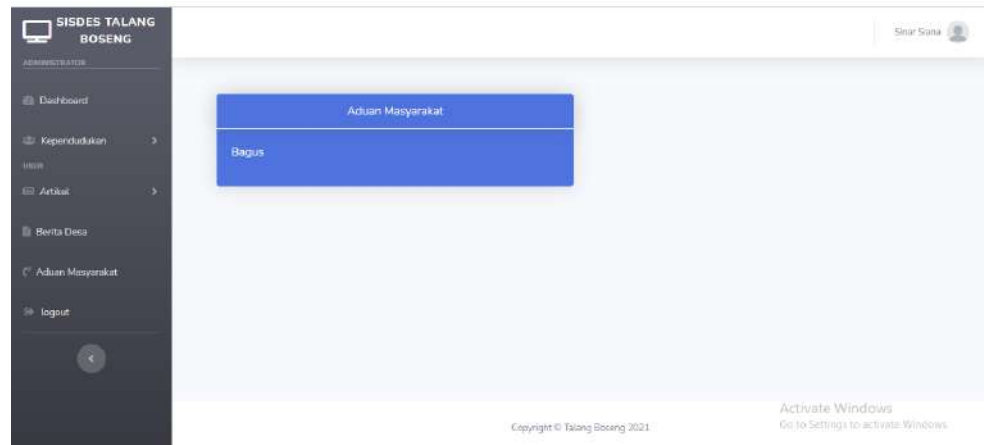 SISDES TALANG
BOSENG
ADMINISTRATOR
Dashboard
Kependudukan
USER
Artikel
Berita Desa
Aduan Masyarakat
logout
Sinar Siana
Aduan Masyarakat
Bagus
Copyright © Talang Boseng 2021
Activate Windows
Go to Settings to activate Windows.